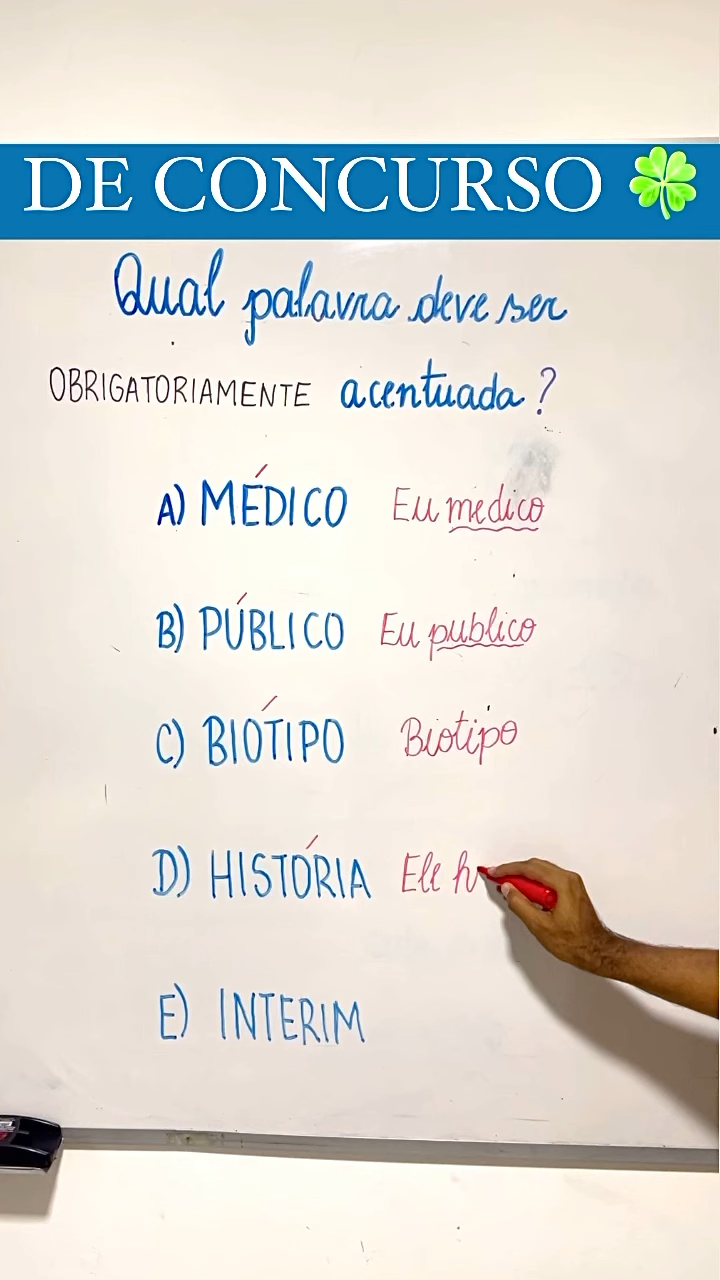 DE CONCURSO 🍀
Qual palavra deve ser
OBRIGATORIAMENTE acentuada?
A) MÉDICO Eu medico
B) PÚBLICO Eu publico
C) BIÓTIPO Biotipo
D) HISTÓRIA Ele h
E) INTERIM